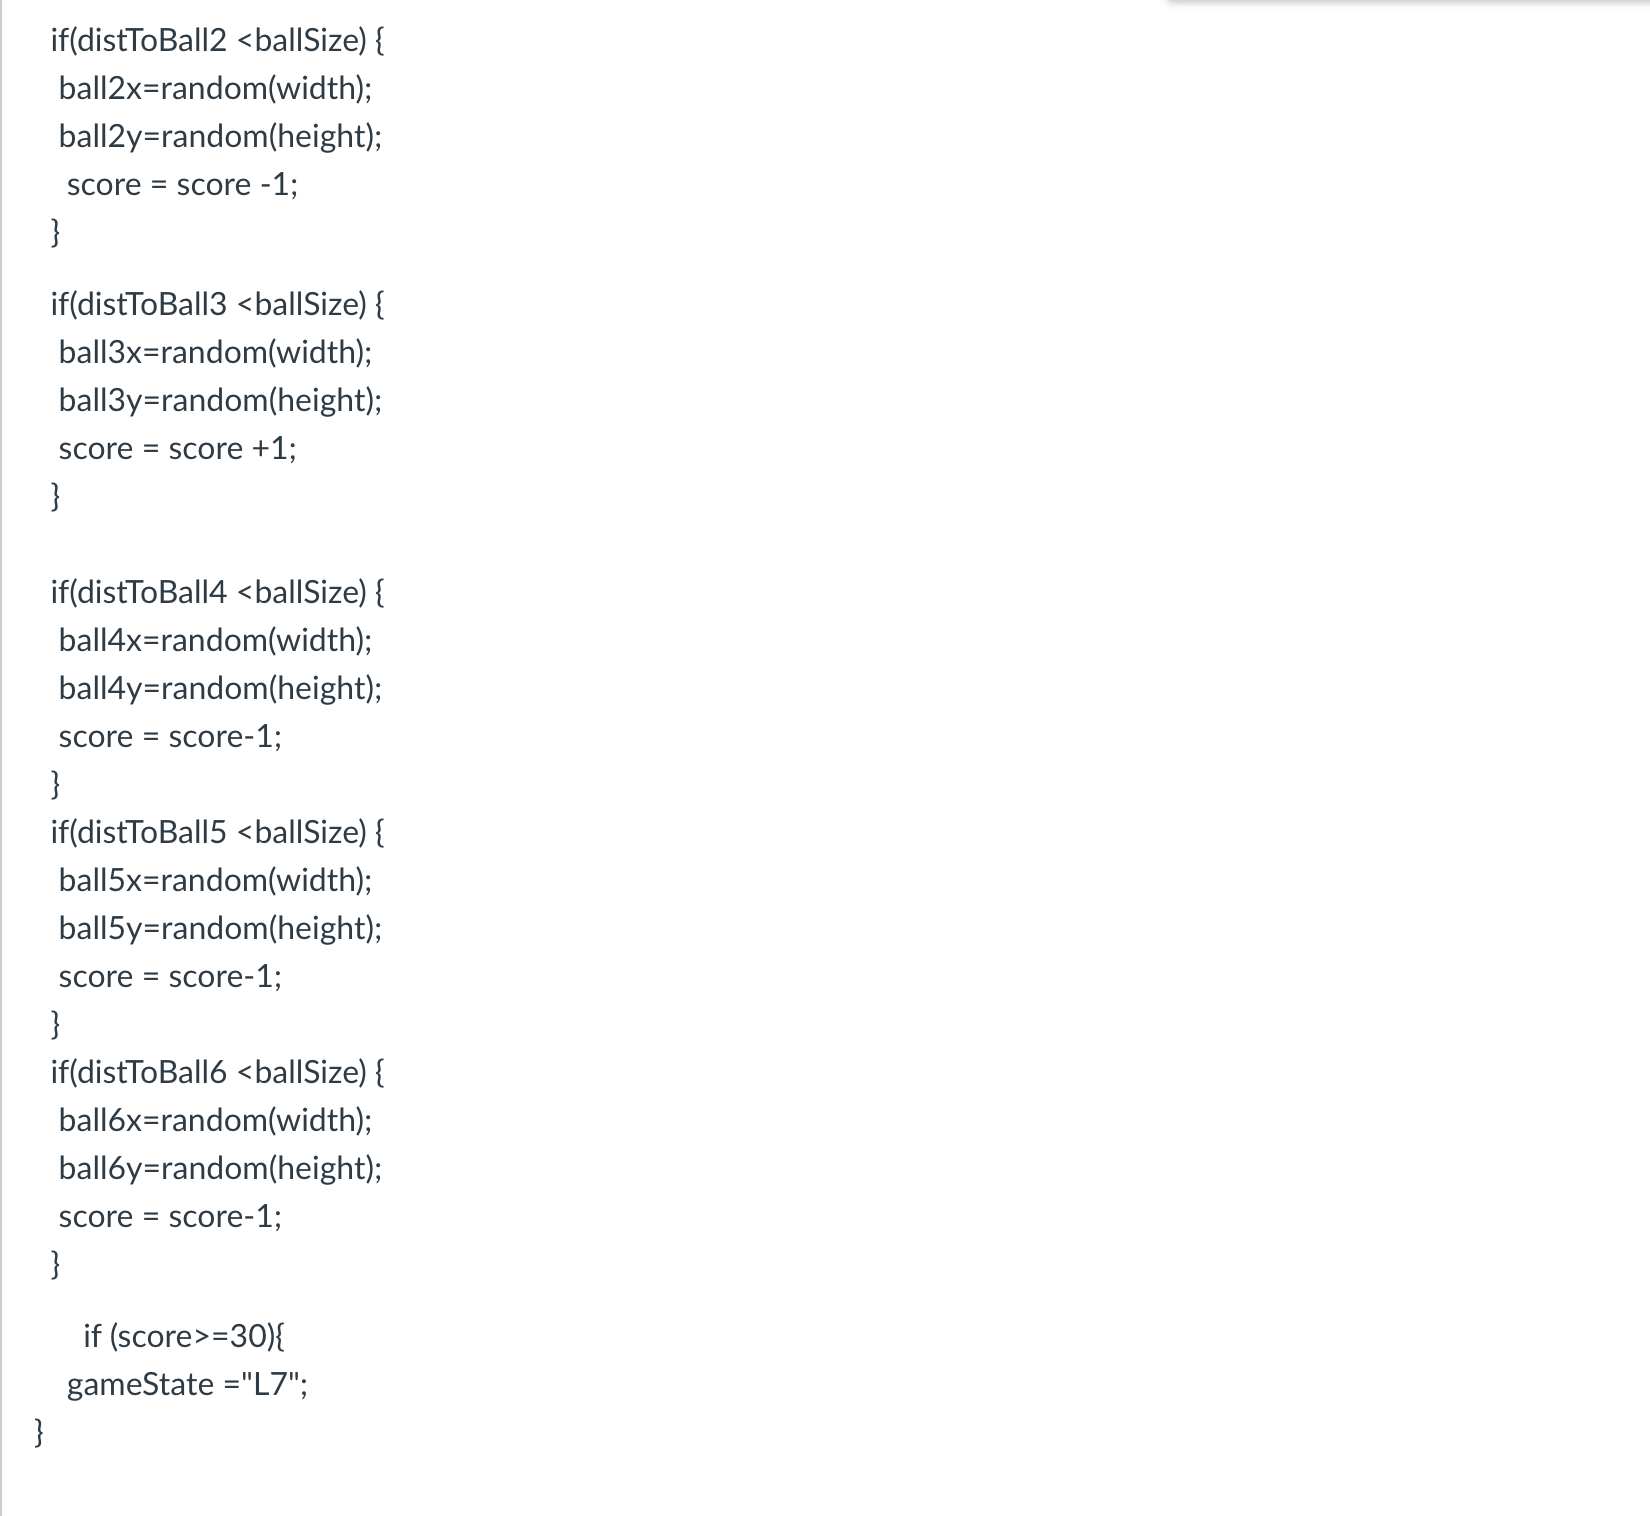 if(distToBall2 <ballSize) {
ball2x=random(width);
ball2y=random(height);
score = score -1;
}
if(distToBall3 <ballSize) {
ball3x=random(width);
ball3y=random(height);
score = score +1;
}
if(distToBall4 <ballSize) {
ball4x=random(width);
ball4y=random(height);
score = score-1;
}
if(distToBall5 <ballSize) {
ball5x=random(width);
ball5y=random(height);
score = score-1;
}
if(distToBall6 <ballSize) {
ball6x=random(width);
ball6y=random(height);
score = score-1;
}
if (score>=30){
gameState ="L7";
}